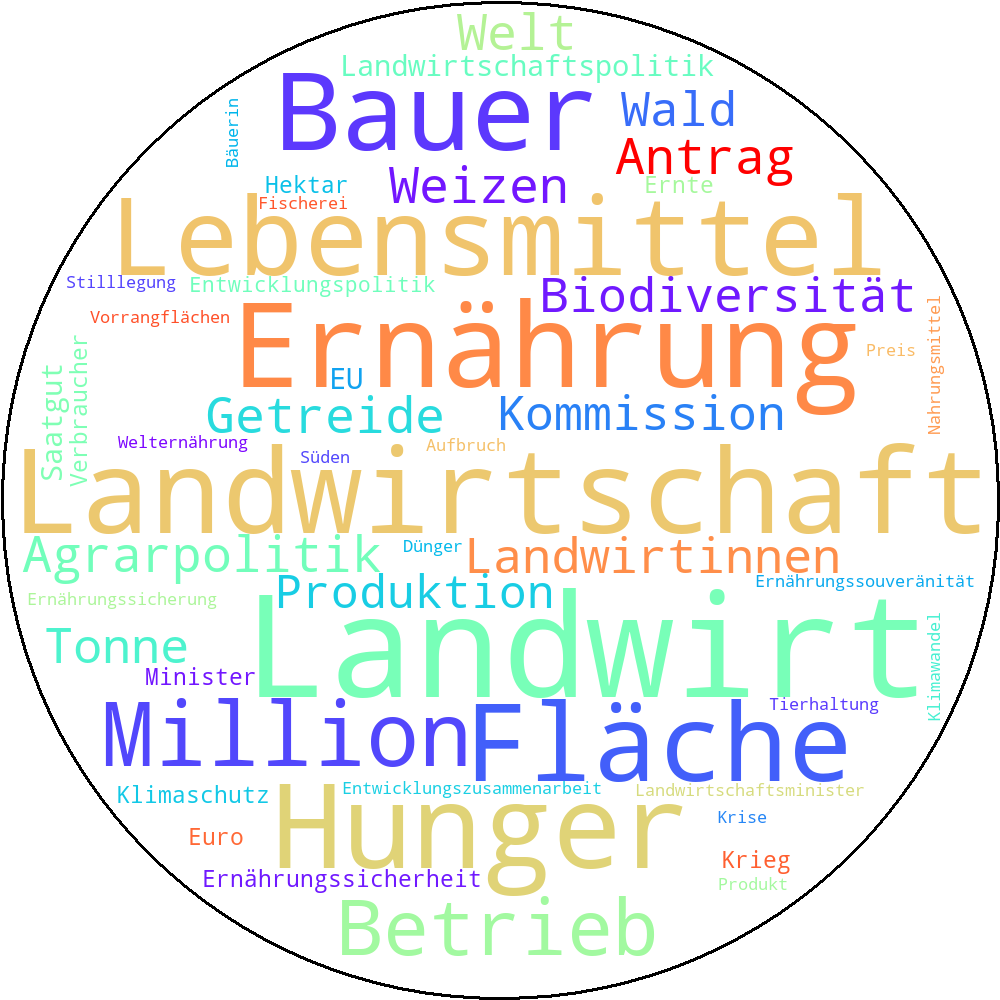 Welt
Landwirtschaftspolitik
Bauer
Wald
Bäuerin
Antrag
Weizen
Hektar
Ernte
Fischerei
Lebensmittel
Stilllegung
Entwicklungspolitik
Biodiversität
Vorrangflächen
Ernährung
Preis
Nahrungsmittel
EU
Saatgut
Verbraucher
Getreide
Kommission
Welternährung
Aufbruch
Süden
Landwirtschaft
Agrarpolitik
Dünger
Landwirtinnen
Ernährungssouveränität
Produktion
Ernährungssicherung
Landwirt
Tonne
Klimawandel
Minister
Tierhaltung
Million
Fläche
Klimaschutz
Entwicklungszusammenarbeit
Landwirtschaftsminister
Hunger
Krise
Euro
Krieg
Ernährungssicherheit
Produkt
Betrieb